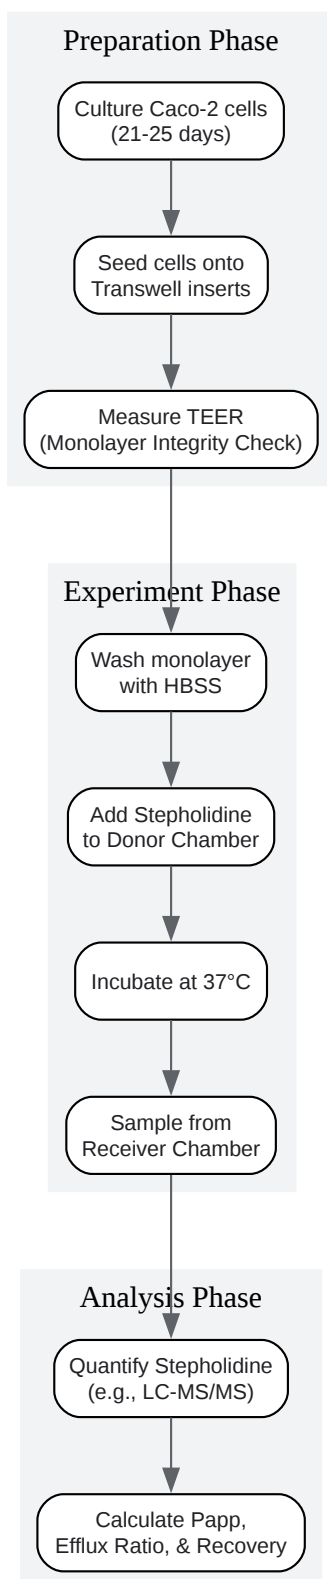 Preparation Phase
Culture Caco-2 cells
(21-25 days)
Seed cells onto
Transwell inserts
Measure TEER
(Monolayer Integrity Check)
Experiment Phase
Wash monolayer
with HBSS
Add Stepholidine
to Donor Chamber
Incubate at 37°C
Sample from
Receiver Chamber
Analysis Phase
Quantify Stepholidine
(e.g., LC-MS/MS)
Calculate Papp,
Efflux Ratio, & Recovery